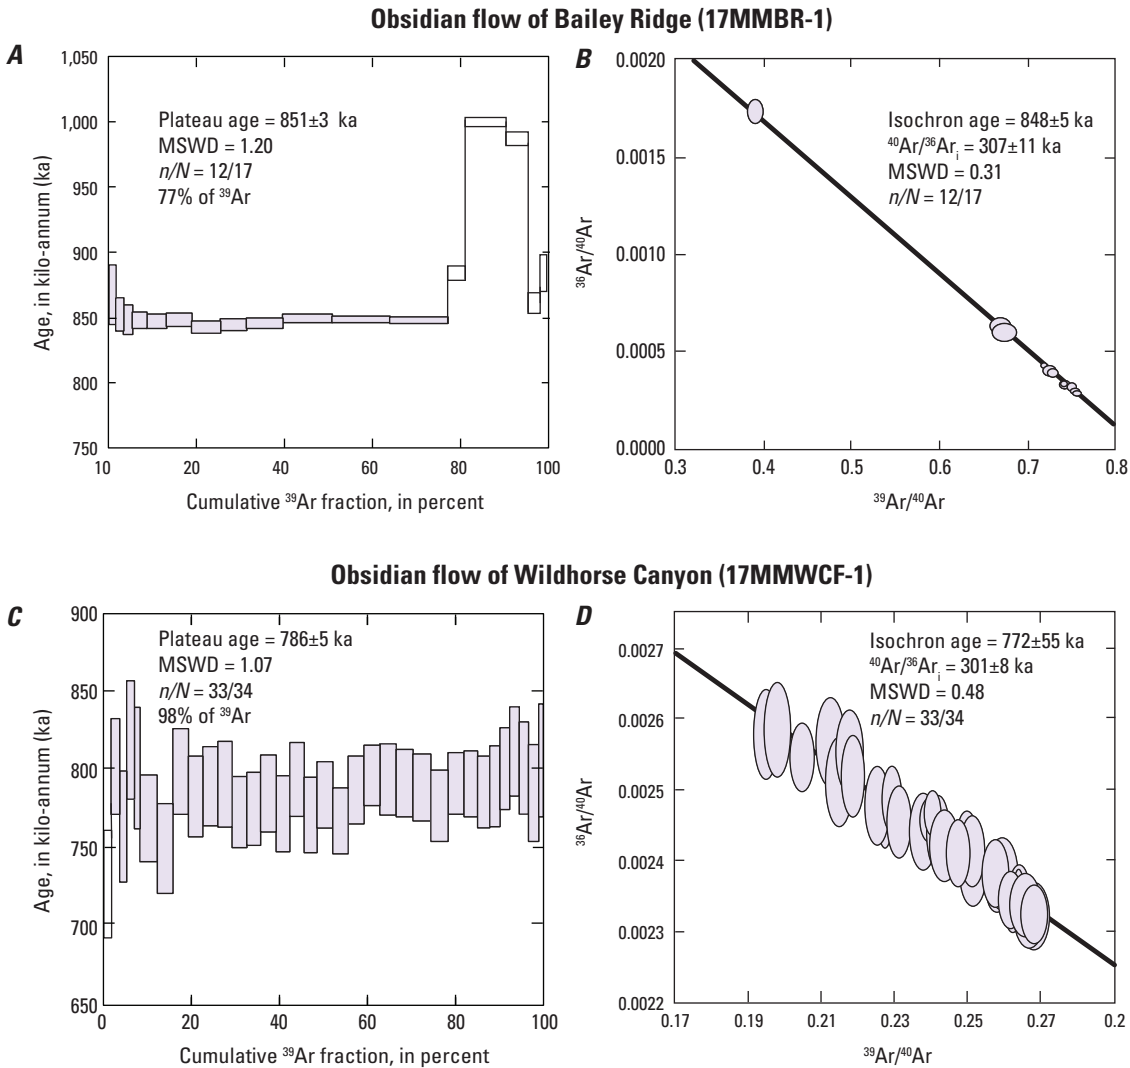 Obsidian flow of Bailey Ridge (17MMBR-1)
A
1,050
1,000
950
900
850
800
750
Age, in kilo-annum (ka)
Plateau age = 851±3 ka
MSWD = 1.20
n/N = 12/17
77% of ³⁹Ar
10 20 40 60 80 100
Cumulative ³⁹Ar fraction, in percent
B
0.0020
0.0015
0.0010
0.0005
0.0000
³⁶Ar/⁴⁰Ar
Isochron age = 848±5 ka
⁴⁰Ar/³⁶Arᵢ = 307±11 ka
MSWD = 0.31
n/N = 12/17
0.3 0.4 0.5 0.6 0.7 0.8
³⁹Ar/⁴⁰Ar
Obsidian flow of Wildhorse Canyon (17MMWCF-1)
C
900
850
800
750
700
650
Age, in kilo-annum (ka)
Plateau age = 786±5 ka
MSWD = 1.07
n/N = 33/34
98% of ³⁹Ar
0 20 40 60 80 100
Cumulative ³⁹Ar fraction, in percent
D
0.0027
0.0026
0.0025
0.0024
0.0023
0.0022
³⁶Ar/⁴⁰Ar
Isochron age = 772±55 ka
⁴⁰Ar/³⁶Arᵢ = 301±8 ka
MSWD = 0.48
n/N = 33/34
0.17 0.19 0.21 0.23 0.25 0.27 0.2
³⁹Ar/⁴⁰Ar